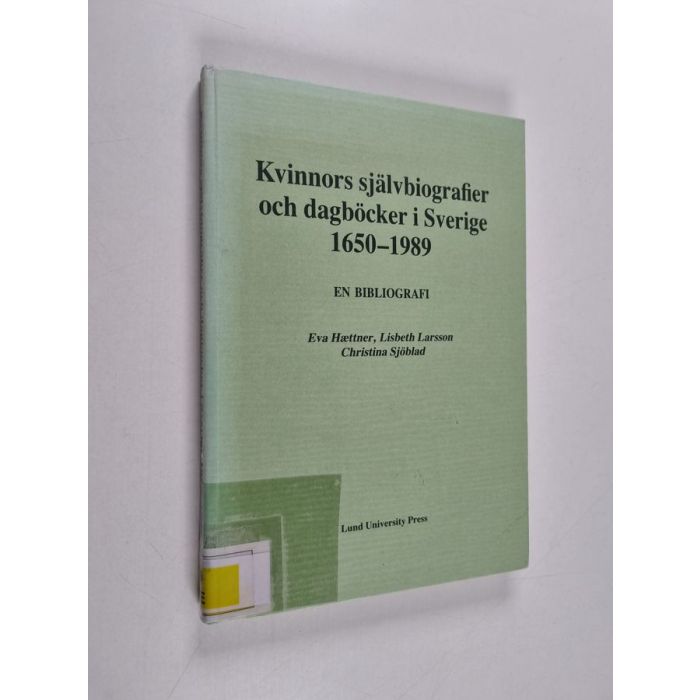 Kvinnors självbiografier
och dagböcker i Sverige
1650–1989
EN BIBLIOGRAFI
Eva Hættner, Lisbeth Larsson
Christina Sjöblad
Lund University Press